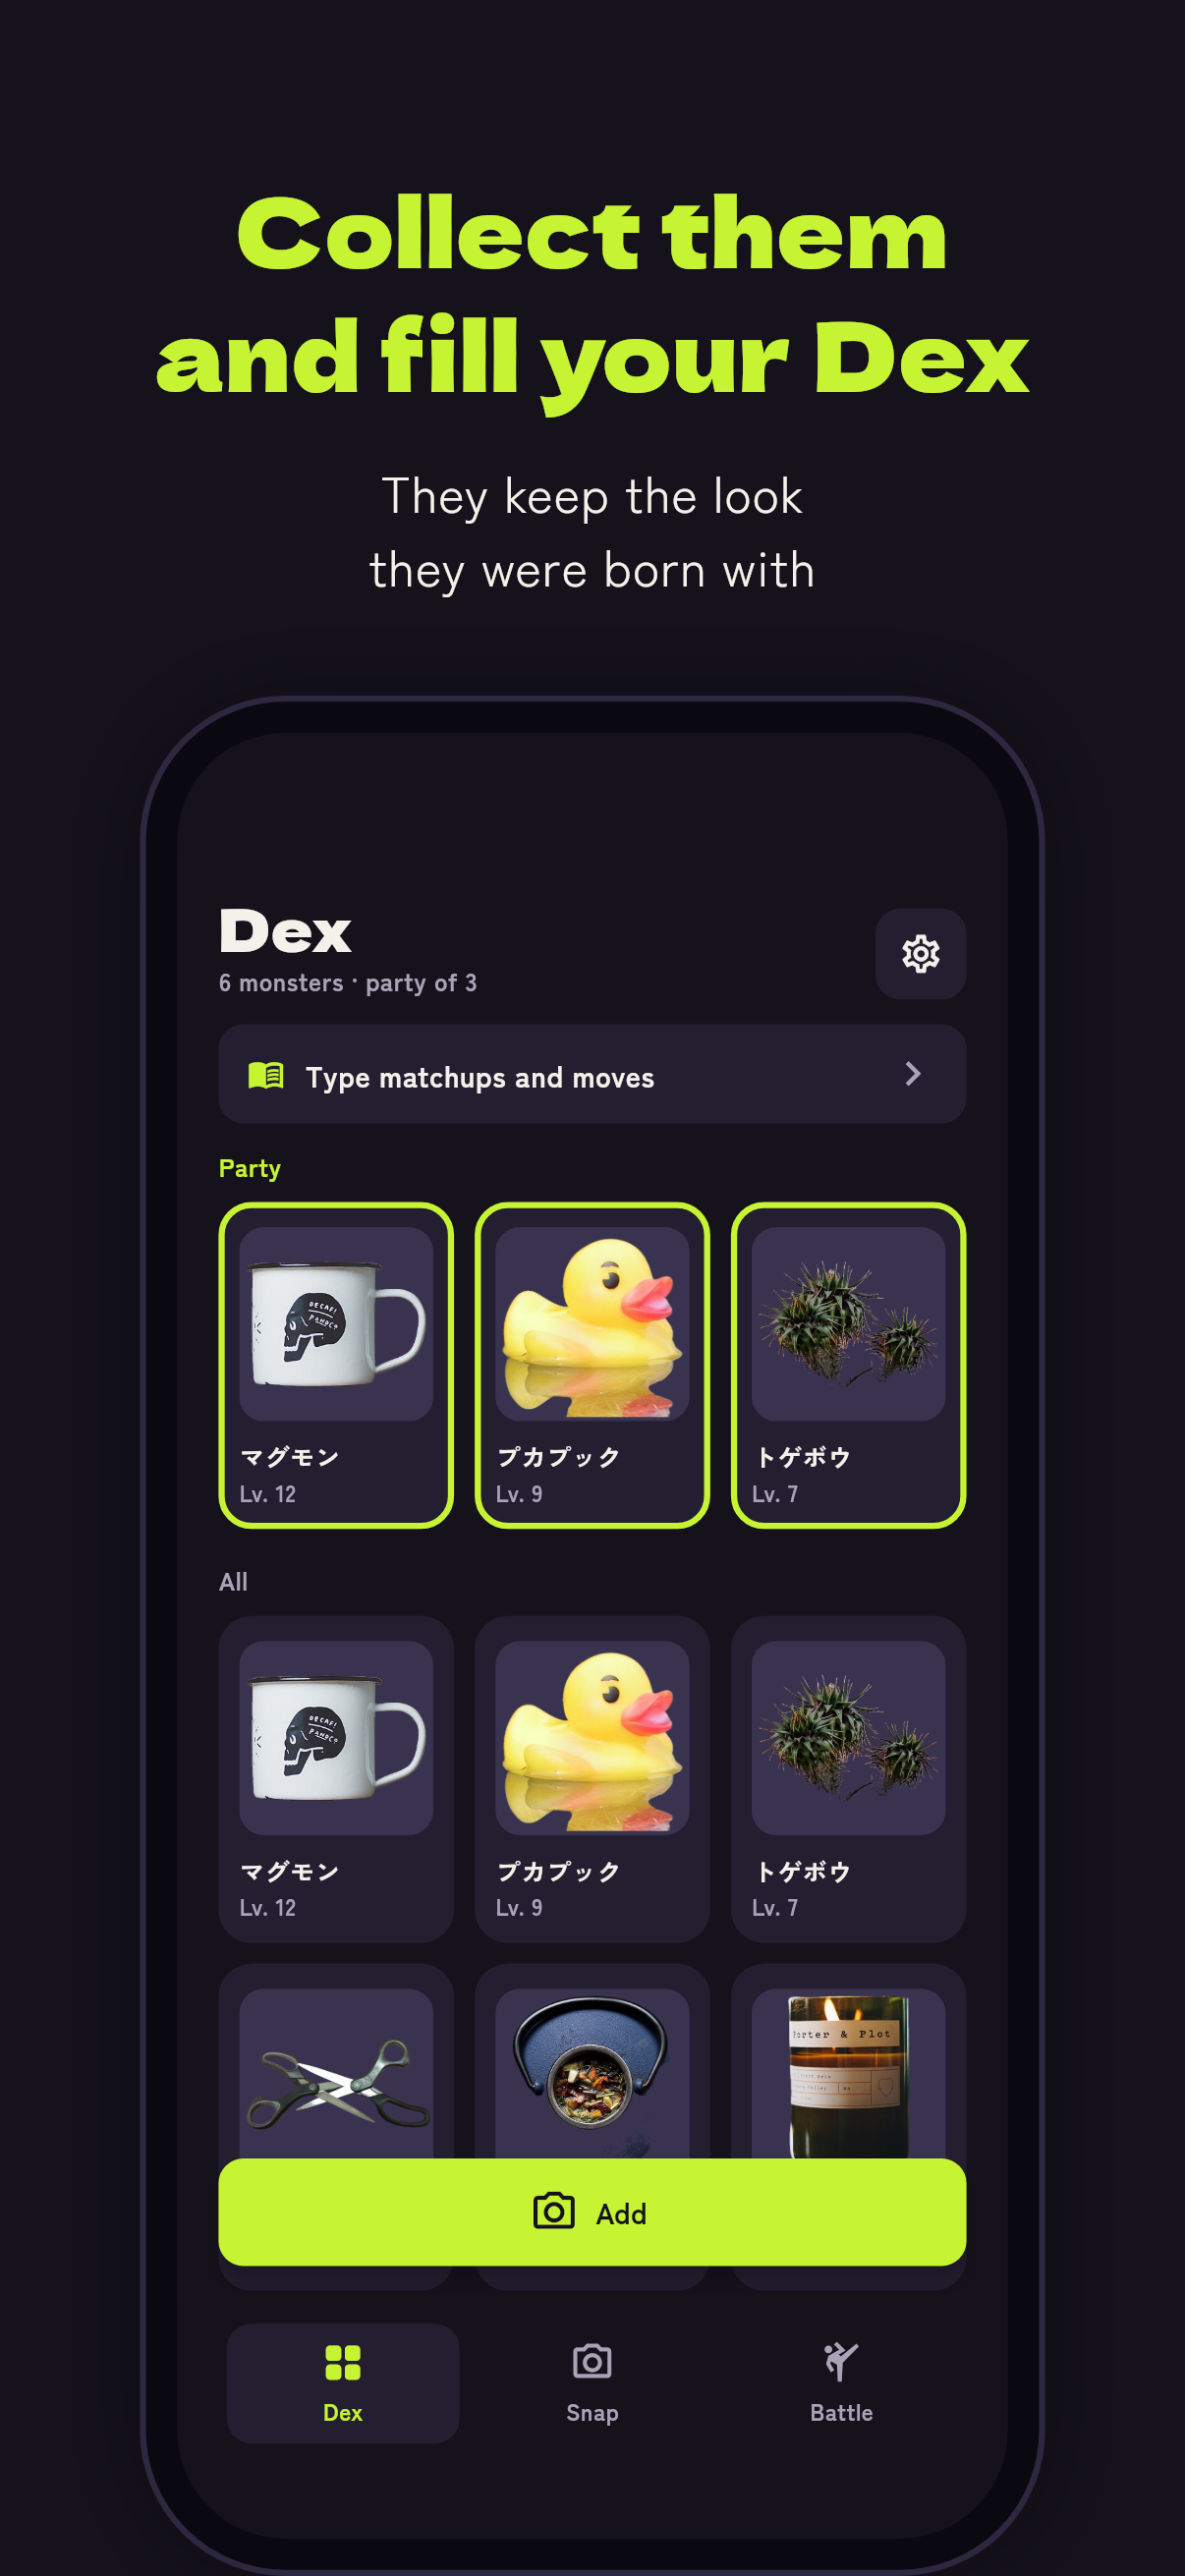 Collect them
and fill your Dex
They keep the look
they were born with
Dex
6 monsters · party of 3
Type matchups and moves
Party
DECAF!
マグモン
Lv. 12
プカプック
Lv. 9
トゲボウ
Lv. 7
All
DECAF!
マグモン
Lv. 12
プカプック
Lv. 9
トゲボウ
Lv. 7
Porter & Plot
Add
Dex
Snap
Battle